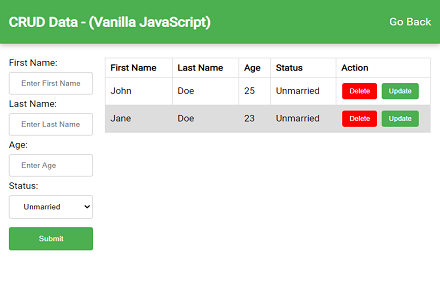 CRUD Data - (Vanilla JavaScript)
Go Back
First Name:
Enter First Name
Last Name:
Enter Last Name
Age:
Enter Age
Status:
Unmarried
Submit
First Name Last Name Age Status Action
John Doe 25 Unmarried Delete Update
Jane Doe 23 Unmarried Delete Update